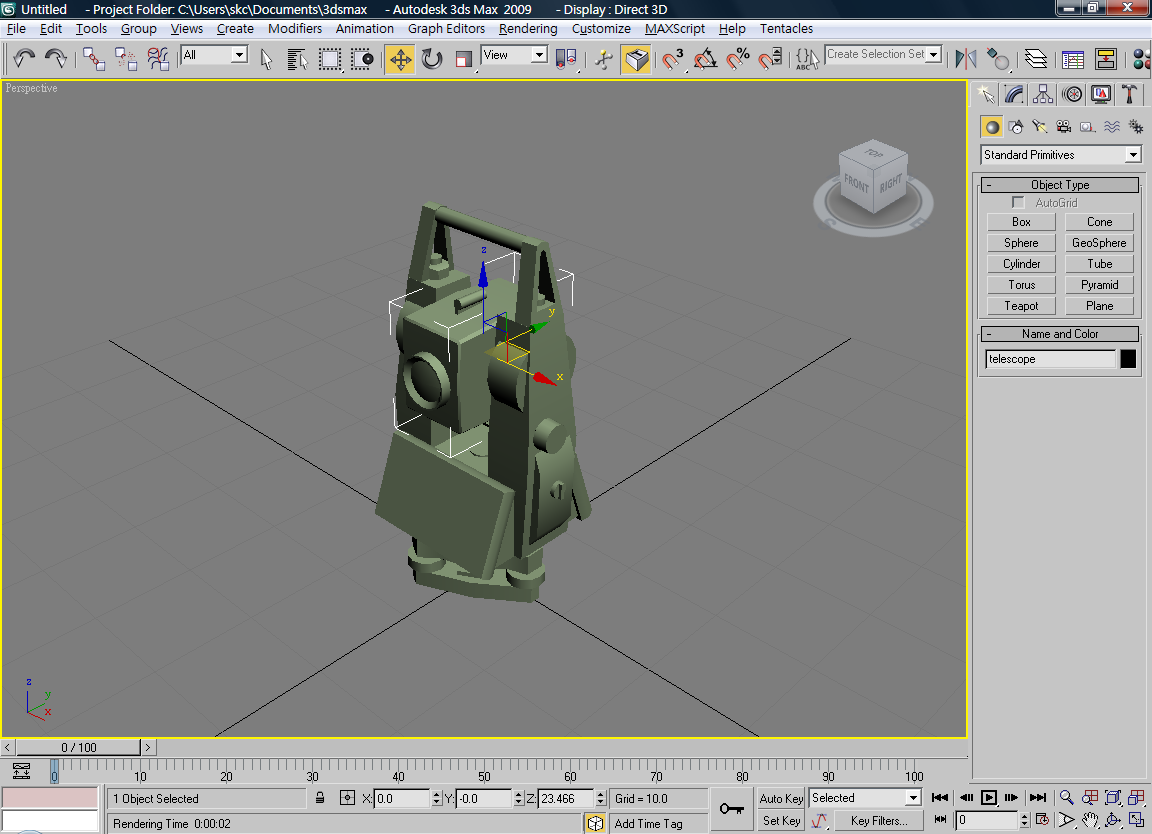 Untitled - Project Folder: C:\Users\skc\Documents\3dsmax - Autodesk 3ds Max 2009 - Display : Direct 3D
File Edit Tools Group Views Create Modifiers Animation Graph Editors Rendering Customize MAXScript Help Tentacles
All View 3 % {} ABC Create Selection Set
Perspective
TOP
FRONT RIGHT
z
y
x
z
y
x
Standard Primitives
- Object Type
AutoGrid
Box Cone
Sphere GeoSphere
Cylinder Tube
Torus Pyramid
Teapot Plane
- Name and Color
telescope
< 0 / 100 >
0 10 20 30 40 50 60 70 80 90 100
1 Object Selected X: 0.0 Y: -0.0 Z: 23.466 Grid = 10.0 Auto Key Selected
Rendering Time 0:00:02 Add Time Tag Set Key Key Filters... 0